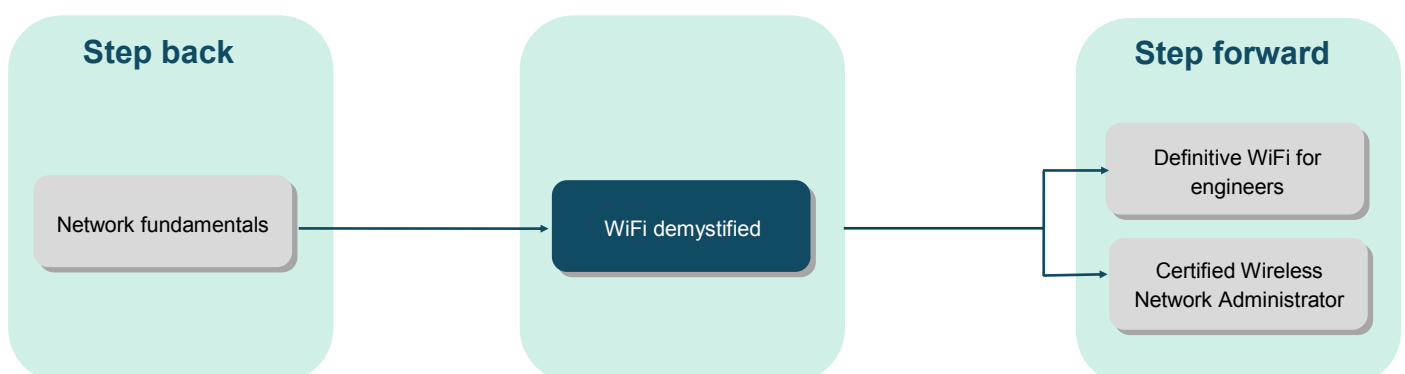 Step back
Network fundamentals
WiFi demystified
Step forward
Definitive WiFi for
engineers
Certified Wireless
Network Administrator